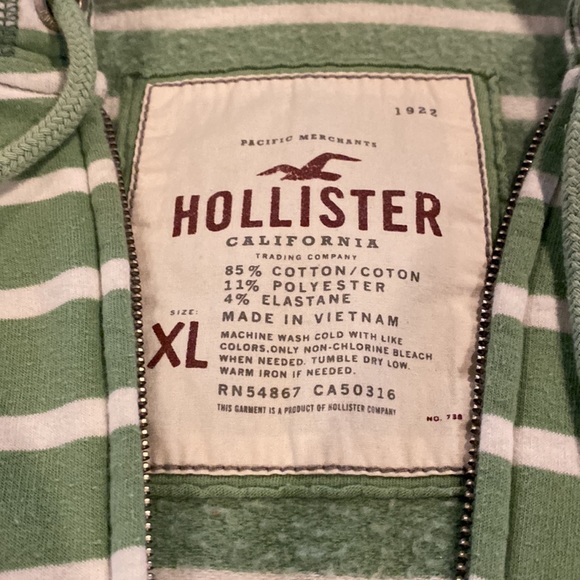 1922
PACIFIC MERCHANTS
HOLLISTER
CALIFORNIA
TRADING COMPANY
85% COTTON/COTON
11% POLYESTER
4% ELASTANE
SIZE:
XL
MADE IN VIETNAM
MACHINE WASH COLD WITH LIKE
COLORS.ONLY NON-CHLORINE BLEACH
WHEN NEEDED. TUMBLE DRY LOW.
WARM IRON IF NEEDED.
RN54867 CA50316
THIS GARMENT IS A PRODUCT OF HOLLISTER COMPANY
NO.